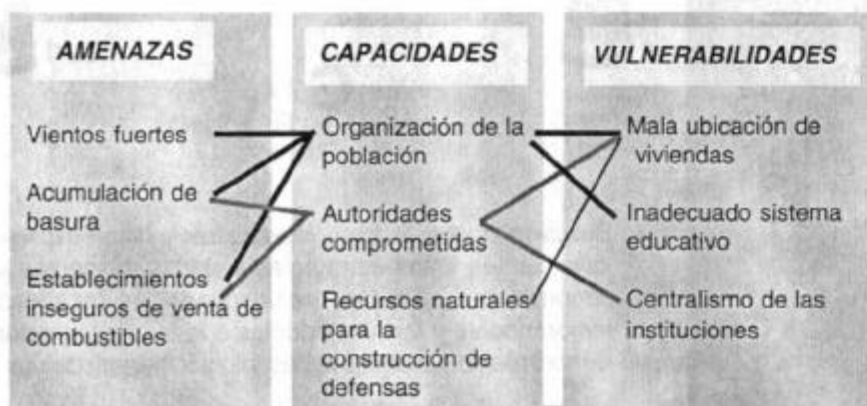 AMENAZAS
Vientos fuertes
Acumulación de
basura
Establecimientos
inseguros de venta de
combustibles
CAPACIDADES
Organización de la
población
Autoridades
comprometidas
Recursos naturales
para la
construcción de
defensas
VULNERABILIDADES
Mala ubicación de
viviendas
Inadecuado sistema
educativo
Centralismo de las
instituciones